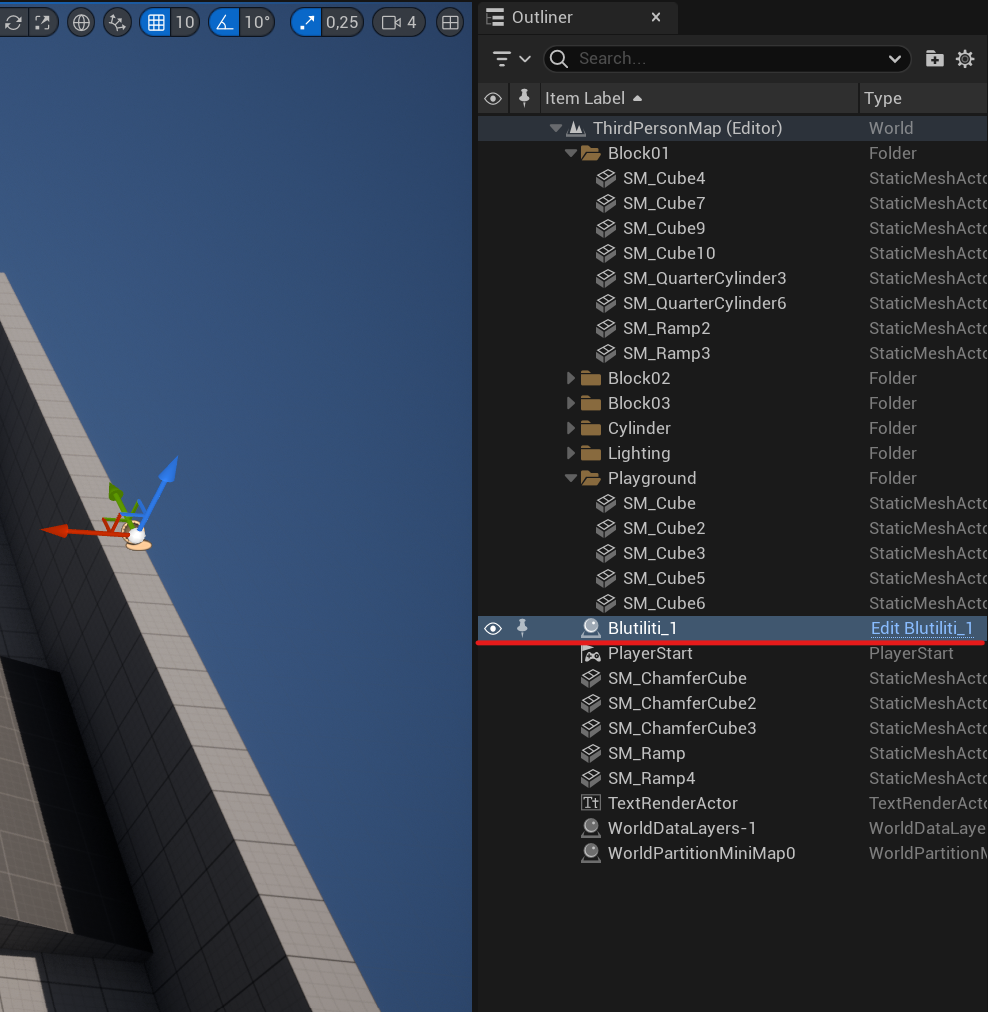 10 10° 0,25 4
Outliner
Search...
Item Label Type
ThirdPersonMap (Editor) World
Block01 Folder
SM_Cube4 StaticMeshActo
SM_Cube7 StaticMeshActo
SM_Cube9 StaticMeshActo
SM_Cube10 StaticMeshActo
SM_QuarterCylinder3 StaticMeshActo
SM_QuarterCylinder6 StaticMeshActo
SM_Ramp2 StaticMeshActo
SM_Ramp3 StaticMeshActo
Block02 Folder
Block03 Folder
Cylinder Folder
Lighting Folder
Playground Folder
SM_Cube StaticMeshActo
SM_Cube2 StaticMeshActo
SM_Cube3 StaticMeshActo
SM_Cube5 StaticMeshActo
SM_Cube6 StaticMeshActo
Blutiliti_1 Edit Blutiliti_1
PlayerStart PlayerStart
SM_ChamferCube StaticMeshActo
SM_ChamferCube2 StaticMeshActo
SM_ChamferCube3 StaticMeshActo
SM_Ramp StaticMeshActo
SM_Ramp4 StaticMeshActo
Tt TextRenderActor TextRenderActo
WorldDataLayers-1 WorldDataLaye
WorldPartitionMiniMap0 WorldPartitionM